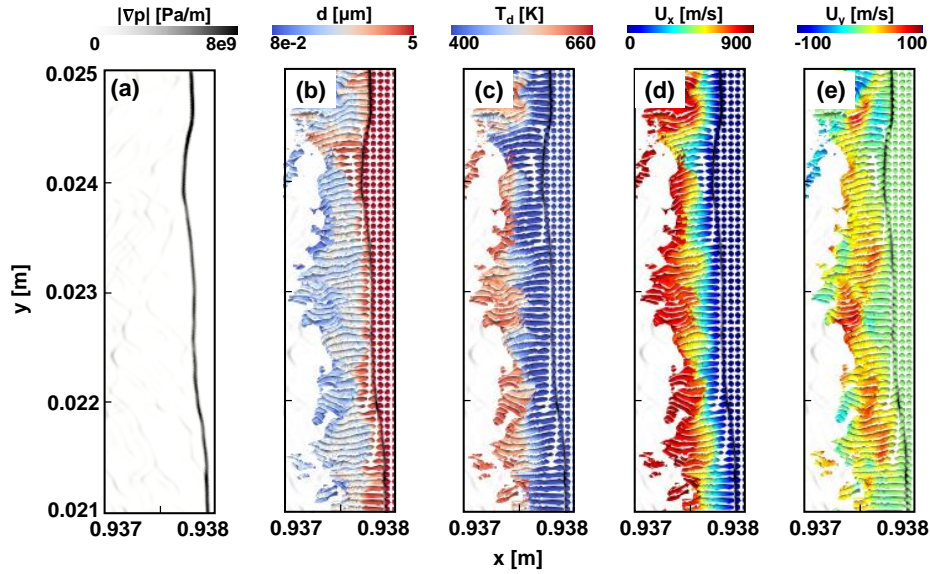 |∇p| [Pa/m] d [µm] T_d [K] U_x [m/s] U_y [m/s]
0 8e9 8e-2 5 400 660 0 900 -100 100
(a) (b) (c) (d) (e)
0.025
0.024
0.023
0.022
0.021
y [m]
0.937 0.938 0.937 0.938 0.937 0.938 0.937 0.938 0.937 0.938
x [m]